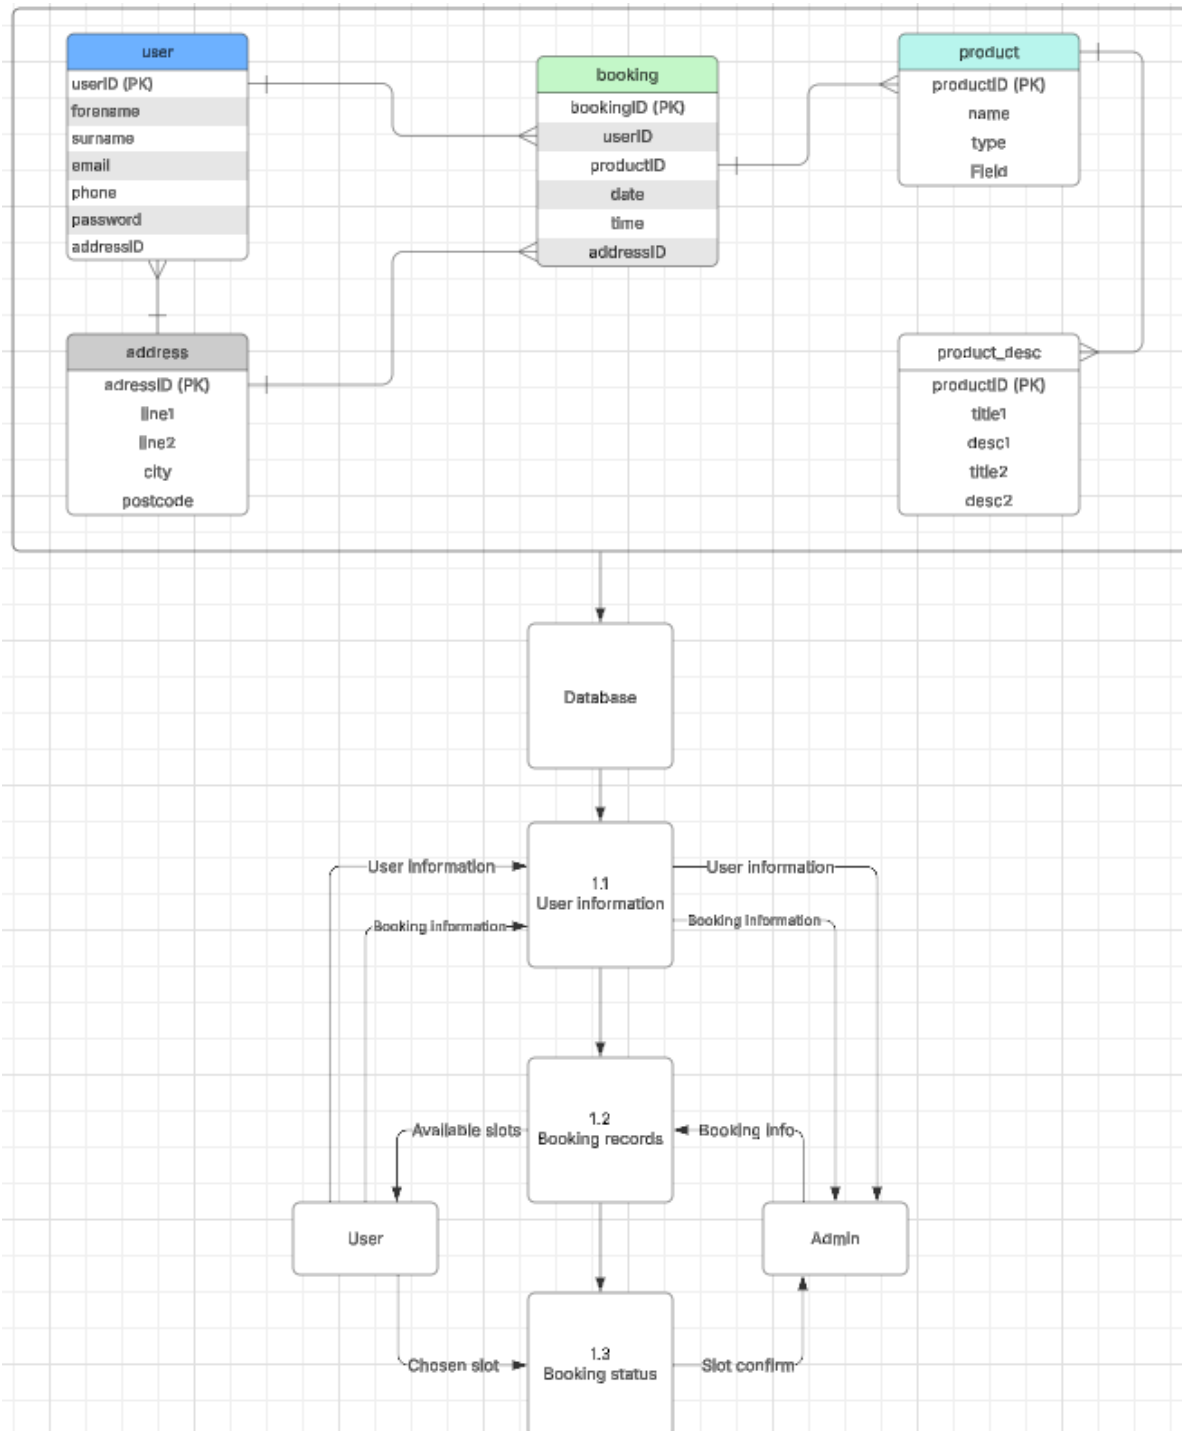 user
userID (PK)
forename
surname
email
phone
password
addressID
booking
bookingID (PK)
userID
productID
date
time
addressID
product
productID (PK)
name
type
Field
address
adressID (PK)
line1
line2
city
postcode
product_desc
productID (PK)
title1
desc1
title2
desc2
Database
User information
Booking information
1.1
User information
User information
Booking information
Available slots
1.2
Booking records
Booking info
User
Admin
Chosen slot
1.3
Booking status
Slot confirm